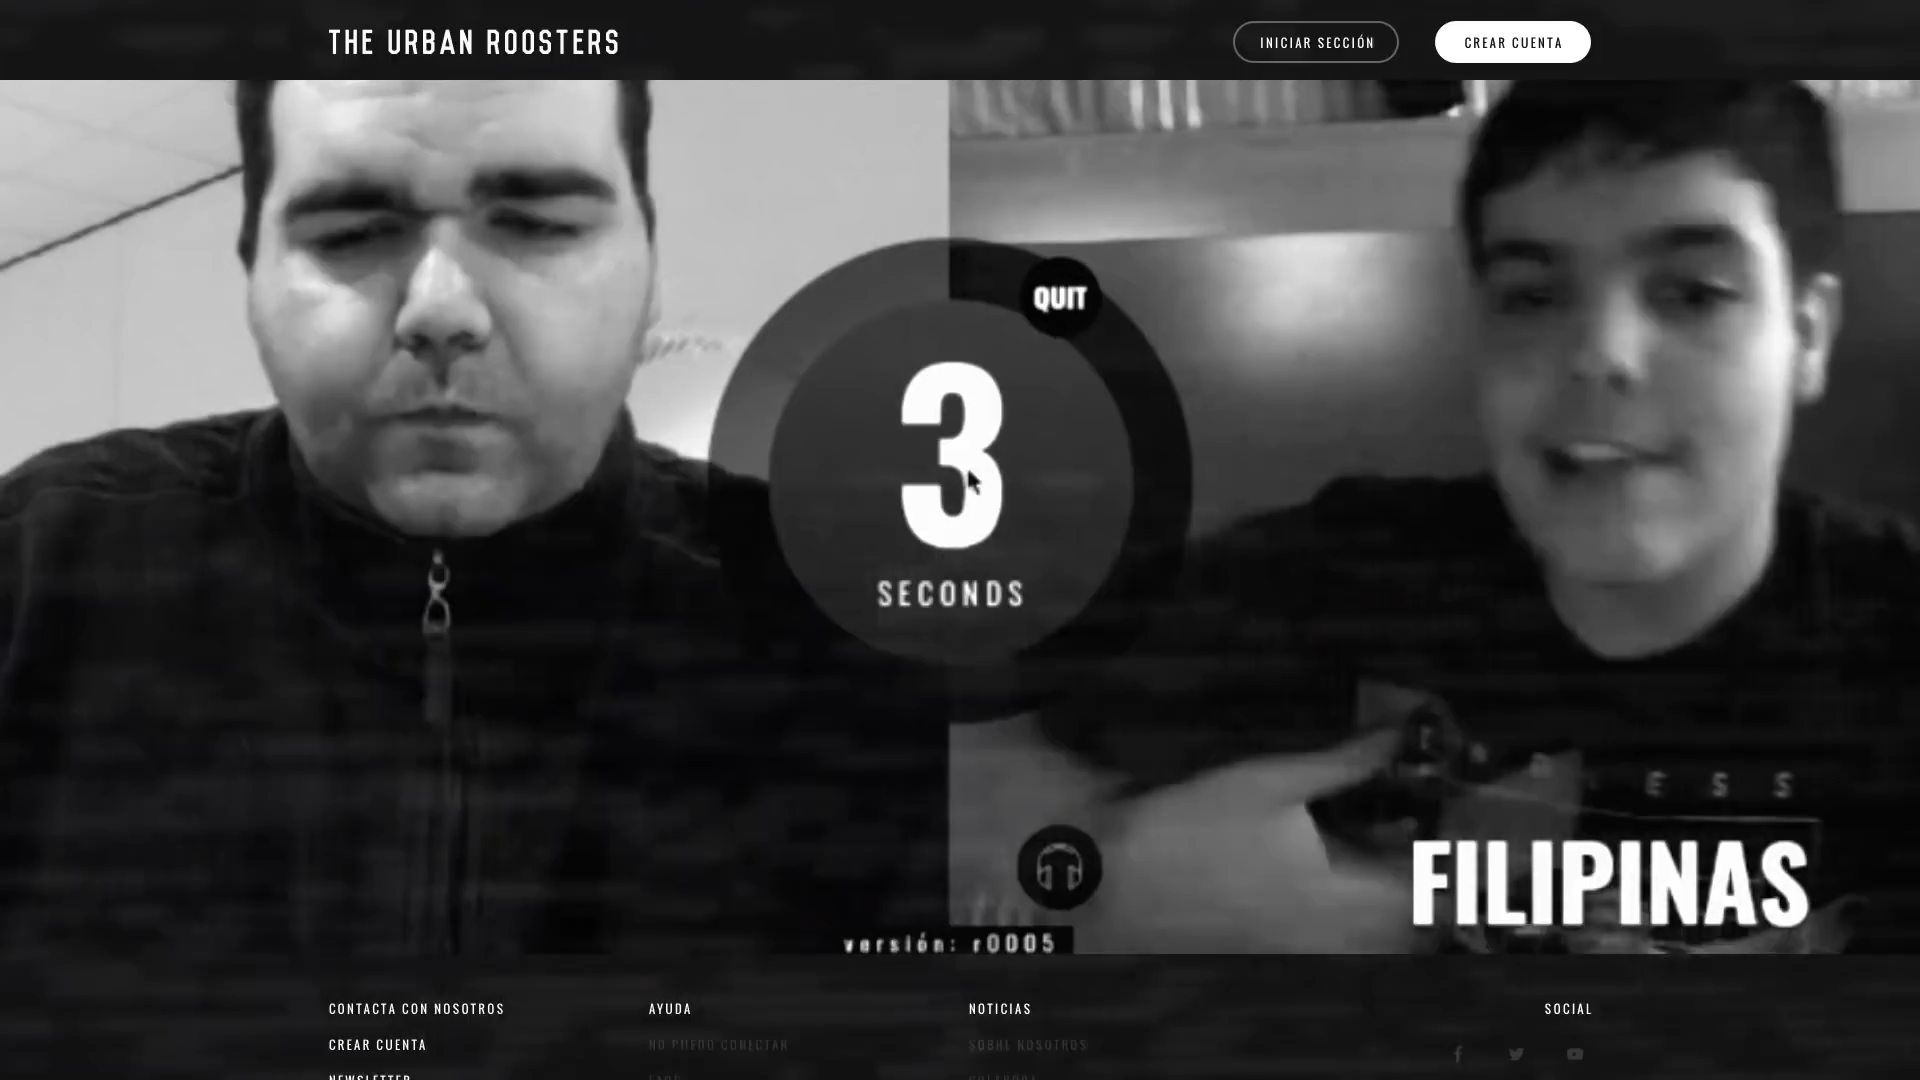 THE URBAN ROOSTERS
INICIAR SECCIÓN
CREAR CUENTA
QUIT
3
SECONDS
E S S
FILIPINAS
versión: r0005
CONTACTA CON NOSOTROS
AYUDA
NOTICIAS
SOCIAL
CREAR CUENTA
NO PUEDO CONECTAR
SOBRE NOSOTROS
NEWSLETTER